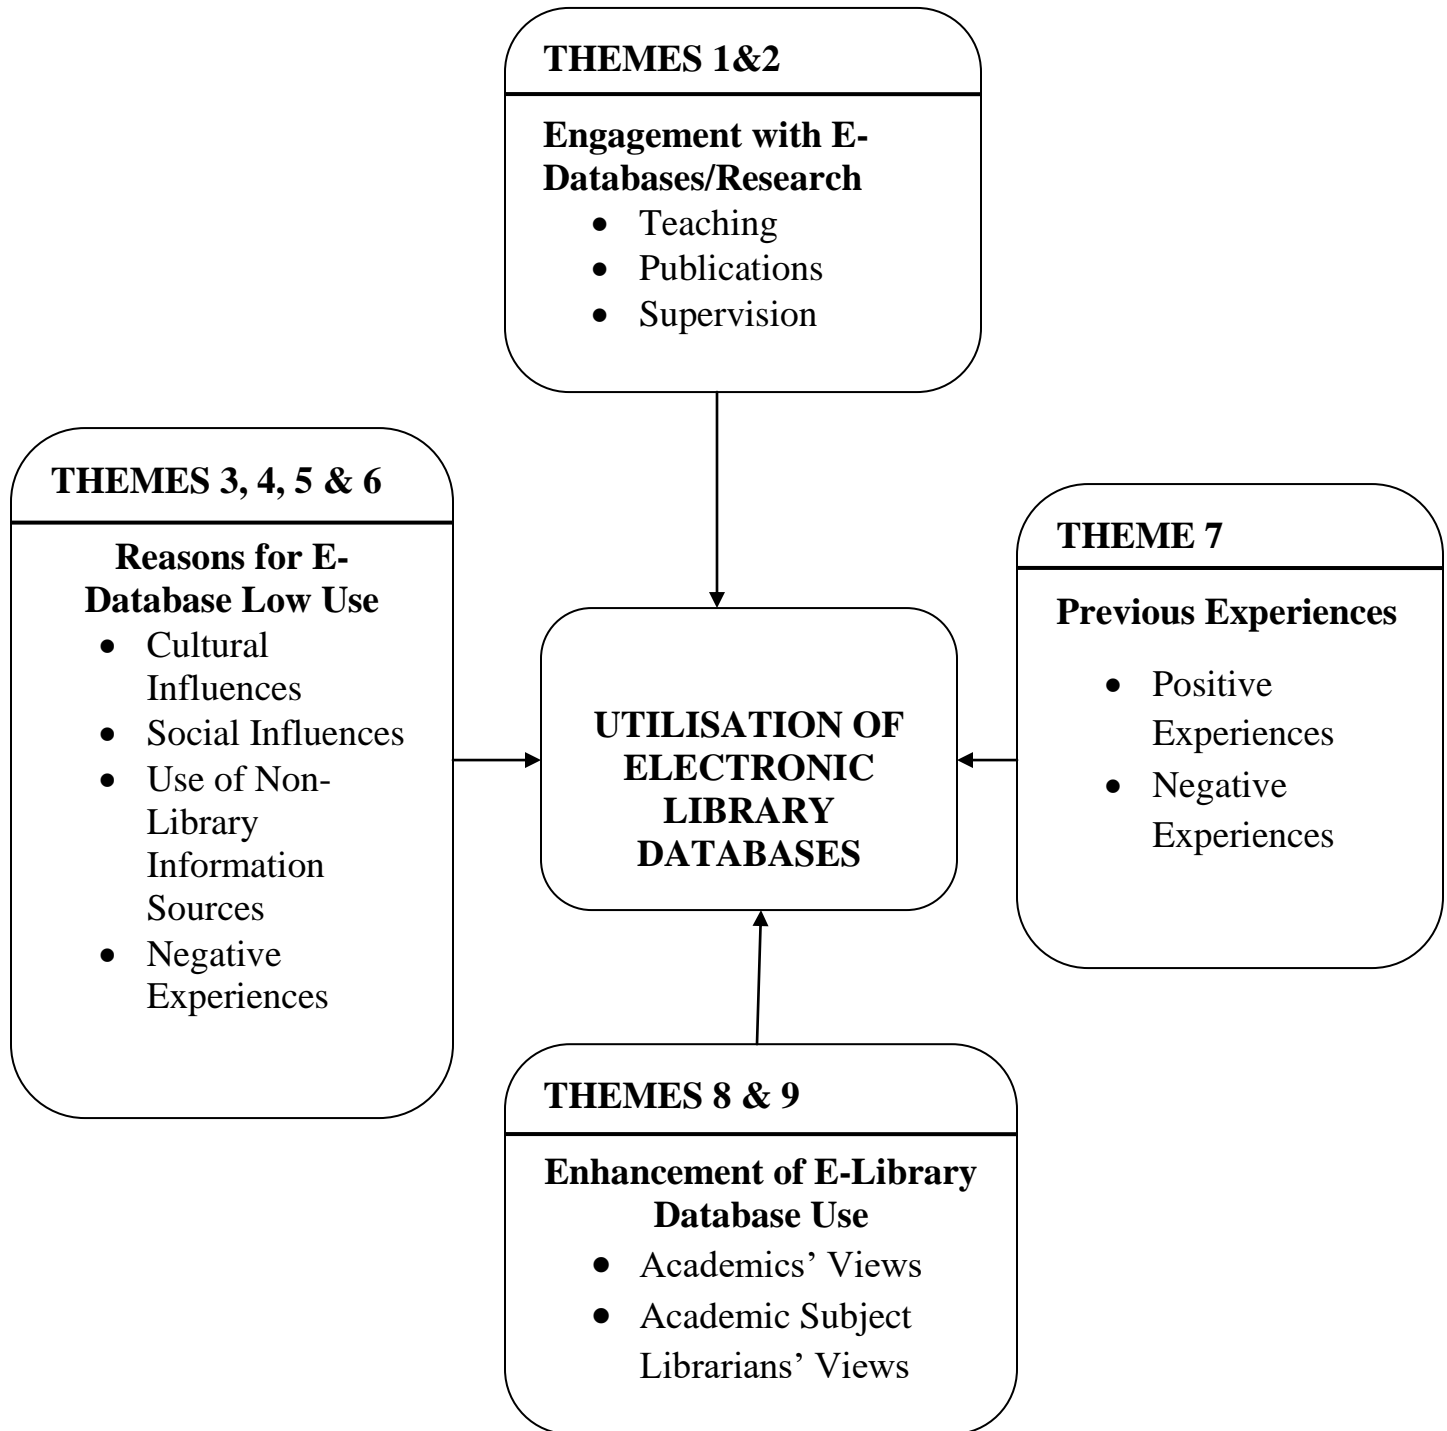 THEMES 1&2
Engagement with E-
Databases/Research
• Teaching
• Publications
• Supervision
THEMES 3, 4, 5 & 6
Reasons for E-
Database Low Use
• Cultural
Influences
• Social Influences
• Use of Non-
Library
Information
Sources
• Negative
Experiences
UTILISATION OF
ELECTRONIC
LIBRARY
DATABASES
THEME 7
Previous Experiences
• Positive
Experiences
• Negative
Experiences
THEMES 8 & 9
Enhancement of E-Library
Database Use
• Academics’ Views
• Academic Subject
Librarians’ Views